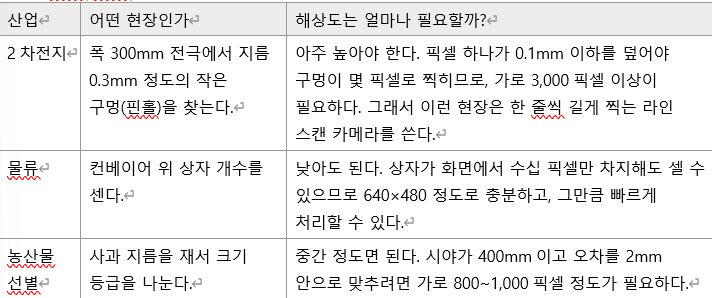 산업 어떤 현장인가 해상도는 얼마나 필요할까?
2차전지 폭 300mm 전극에서 지름 아주 높아야 한다. 픽셀 하나가 0.1mm 이하를 덮어야
0.3mm 정도의 작은 구멍이 몇 픽셀로 찍히므로, 가로 3,000 픽셀 이상이
구멍(핀홀)을 찾는다. 필요하다. 그래서 이런 현장은 한 줄씩 길게 찍는 라인
스캔 카메라를 쓴다.
물류 컨베이어 위 상자 개수를 낮아도 된다. 상자가 화면에서 수십 픽셀만 차지해도 셀 수
센다. 있으므로 640×480 정도로 충분하고, 그만큼 빠르게
처리할 수 있다.
농산물 사과 지름을 재서 크기 중간 정도면 된다. 시야가 400mm이고 오차를 2mm
선별 등급을 나눈다. 안으로 맞추려면 가로 800~1,000 픽셀 정도가 필요하다.